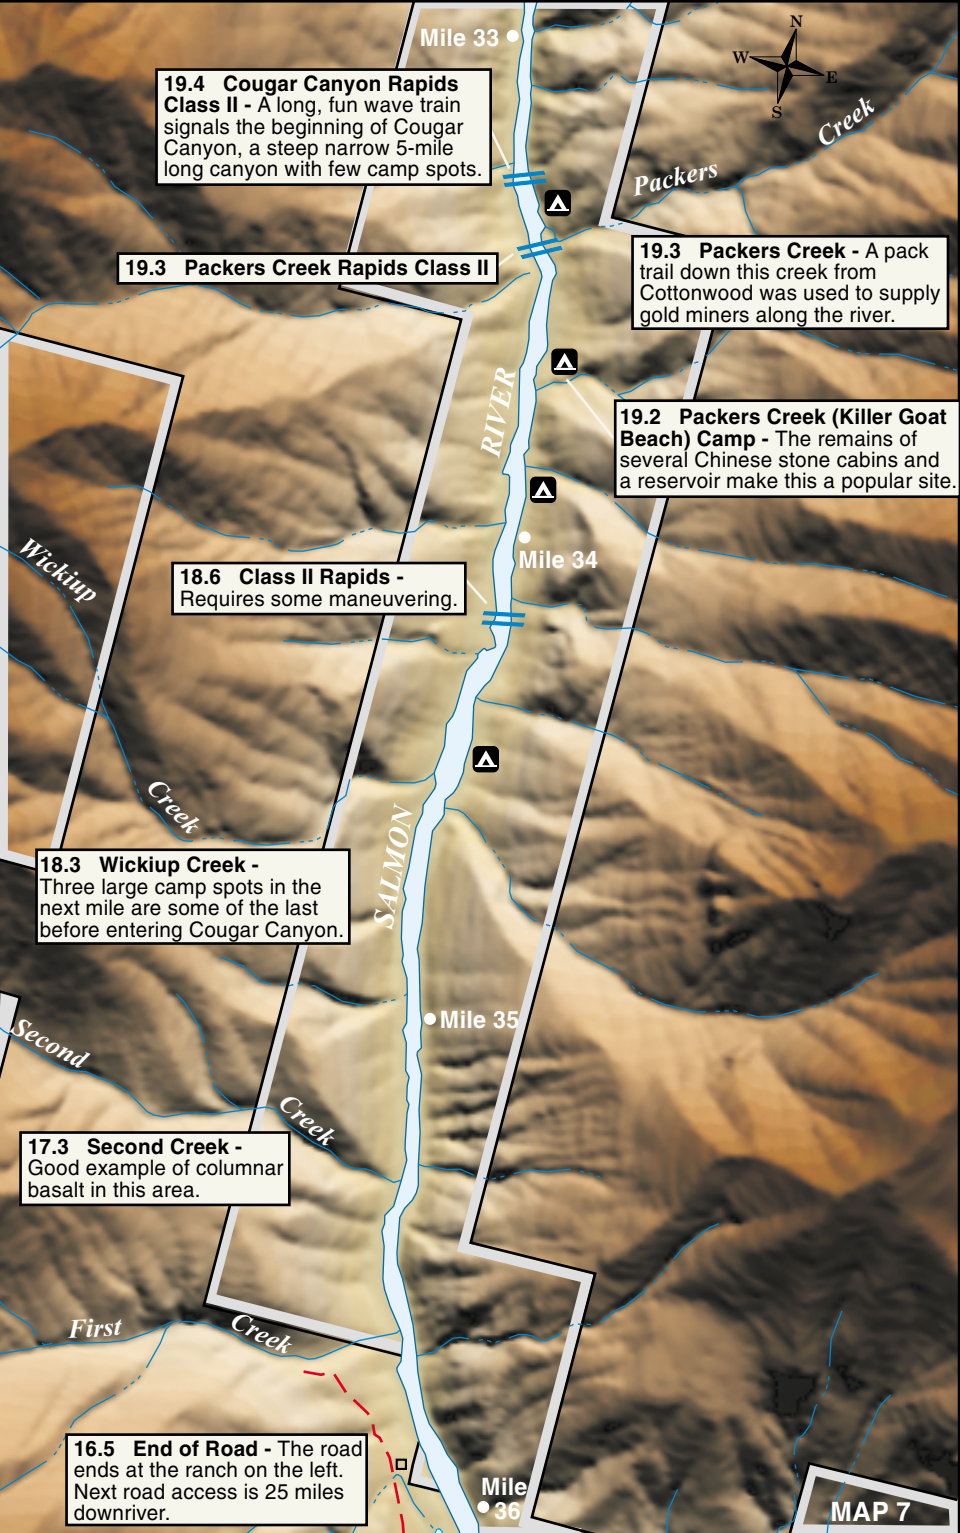 Mile 33
N
W
E
S
19.4 Cougar Canyon Rapids
Class II - A long, fun wave train
signals the beginning of Cougar
Canyon, a steep narrow 5-mile
long canyon with few camp spots.
Packers Creek
19.3 Packers Creek Rapids Class II
19.3 Packers Creek - A pack
trail down this creek from
Cottonwood was used to supply
gold miners along the river.
RIVER
19.2 Packers Creek (Killer Goat
Beach) Camp - The remains of
several Chinese stone cabins and
a reservoir make this a popular site.
Mile 34
Wickiup
18.6 Class II Rapids -
Requires some maneuvering.
Creek
SALMON
18.3 Wickiup Creek -
Three large camp spots in the
next mile are some of the last
before entering Cougar Canyon.
Mile 35
Second
Creek
17.3 Second Creek -
Good example of columnar
basalt in this area.
First
Creek
16.5 End of Road - The road
ends at the ranch on the left.
Next road access is 25 miles
downriver.
Mile
36
MAP 7